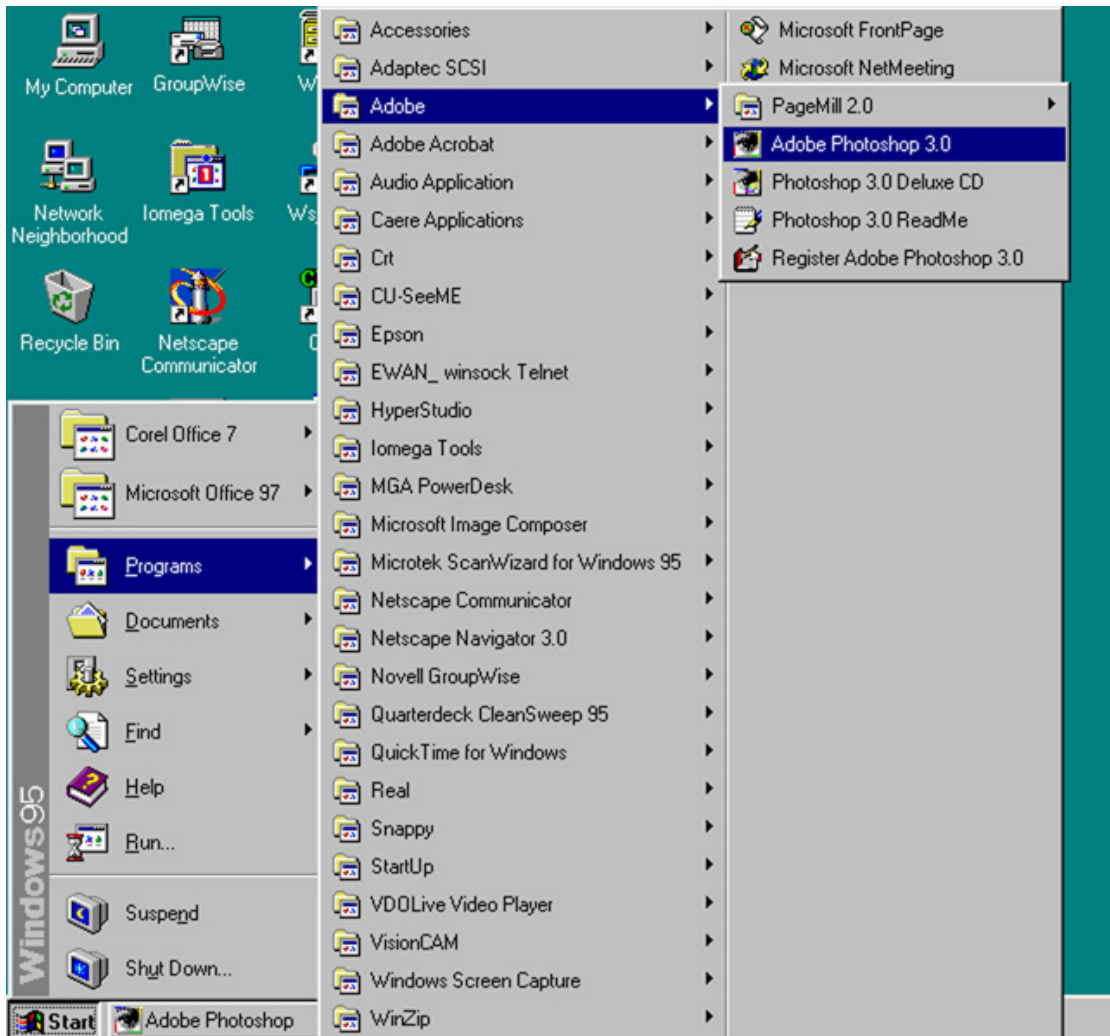 My Computer
GroupWise
Network
Neighborhood
Iomega Tools
Recycle Bin
Netscape
Communicator
Corel Office 7
Microsoft Office 97
Programs
Documents
Settings
Find
Help
Run...
Suspend
Shut Down...
Windows95
Start
Adobe Photoshop
Accessories
Adaptec SCSI
Adobe
Adobe Acrobat
Audio Application
Caere Applications
Crt
CU-SeeME
Epson
EWAN_ winsock Telnet
HyperStudio
Iomega Tools
MGA PowerDesk
Microsoft Image Composer
Microtek ScanWizard for Windows 95
Netscape Communicator
Netscape Navigator 3.0
Novell GroupWise
Quarterdeck CleanSweep 95
QuickTime for Windows
Real
Snappy
StartUp
VDOLive Video Player
VisionCAM
Windows Screen Capture
WinZip
Microsoft FrontPage
Microsoft NetMeeting
PageMill 2.0
Adobe Photoshop 3.0
Photoshop 3.0 Deluxe CD
Photoshop 3.0 ReadMe
Register Adobe Photoshop 3.0